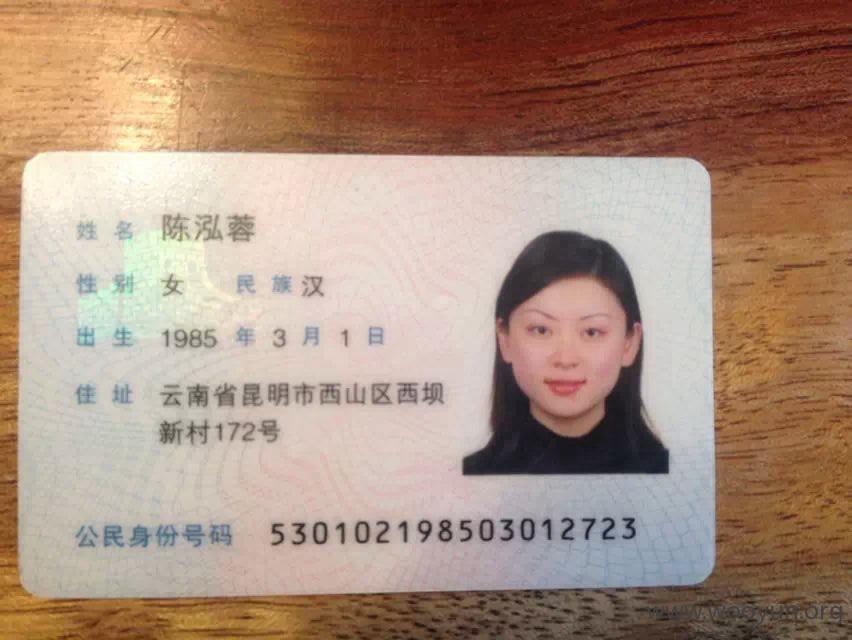 姓名 陈泓蓉
性别 女 民族 汉
出生 1985 年 3 月 1 日
住址 云南省昆明市西山区西坝
新村172号
公民身份号码 530102198503012723
www.wooyun.org